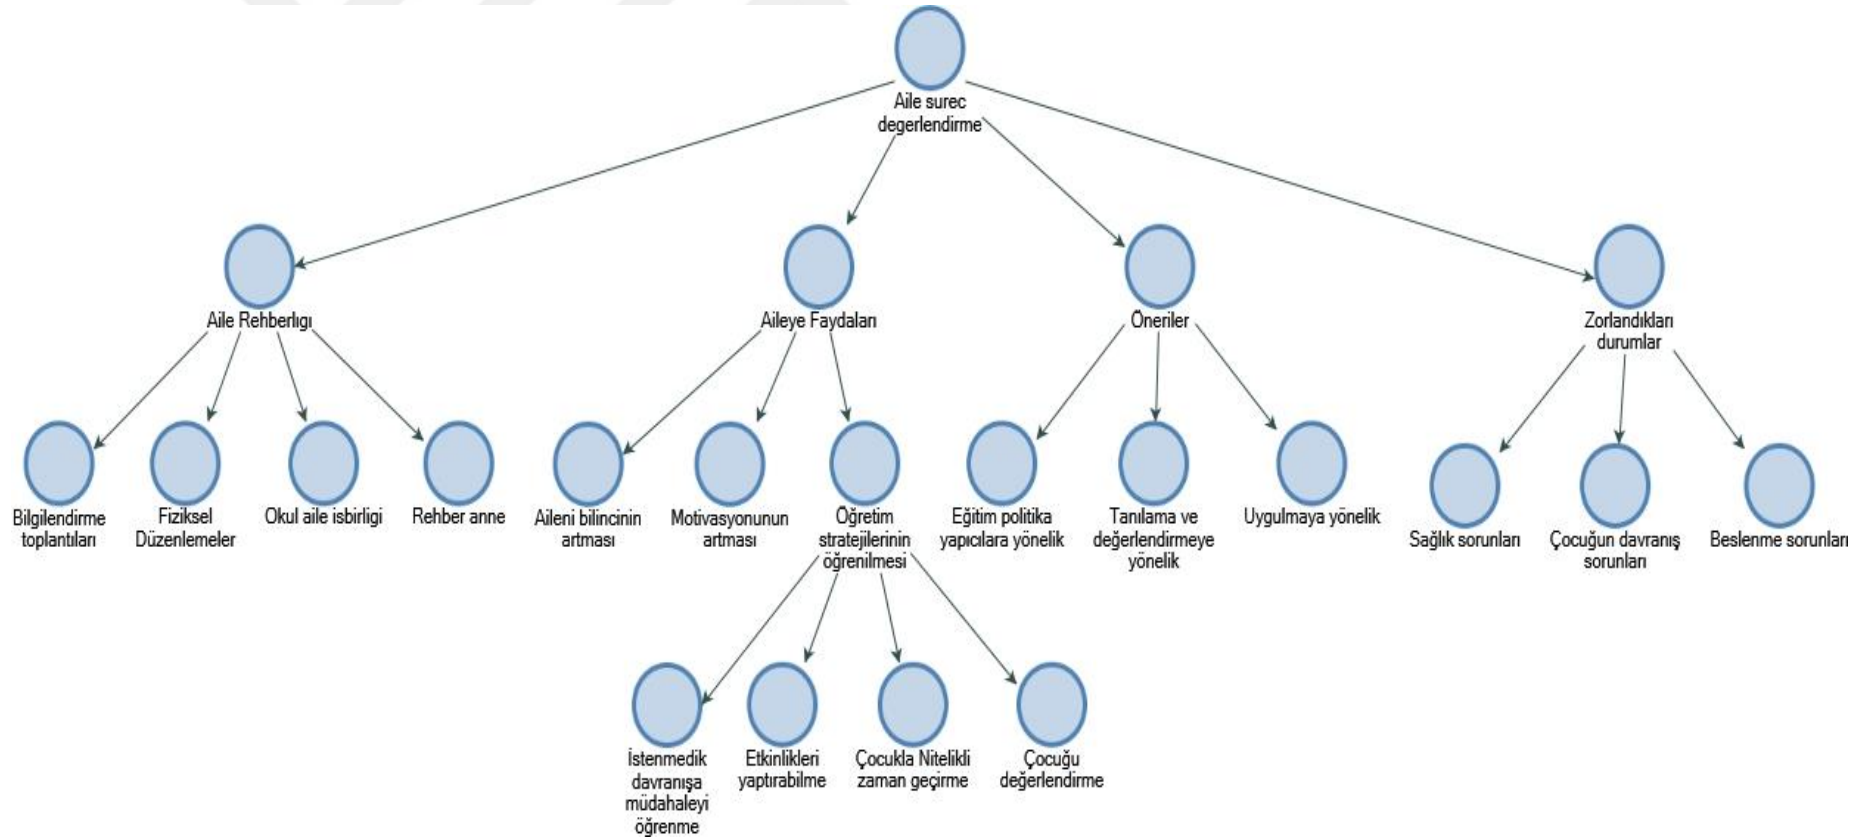 Aile surec
degerlendirme
Aile Rehberlıgı
Aileye Faydaları
Öneriler
Zorlandıkları
durumlar
Bilgilendirme
toplantıları
Fiziksel
Düzenlemeler
Okul aile isbirligi
Rehber anne
Aileni bilincinin
artması
Motivasyonunun
artması
Öğretim
stratejilerinin
öğrenilmesi
Eğitim politika
yapıcılara yönelik
Tanılama ve
değerlendirmeye
yönelik
Uygulmaya yönelik
Sağlık sorunları
Çocuğun davranış
sorunları
Beslenme sorunları
İstenmedik
davranışa
müdahaleyi
öğrenme
Etkinlikleri
yaptırabilme
Çocukla Nitelikli
zaman geçirme
Çocuğu
değerlendirme